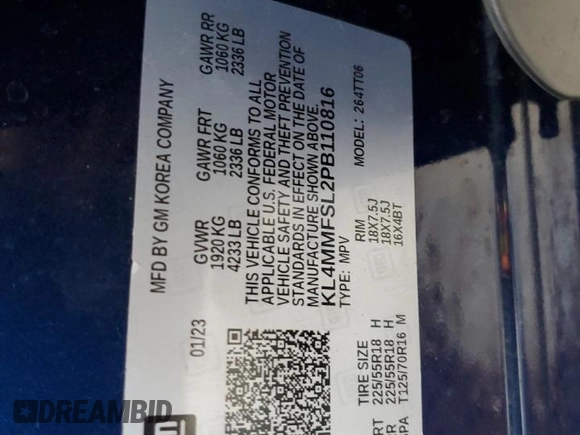 MFD BY GM KOREA COMPANY
01/23
GVWR GAWR FRT GAWR RR
1920 KG 1060 KG 1060 KG
4233 LB 2336 LB 2336 LB
THIS VEHICLE CONFORMS TO ALL
APPLICABLE U.S. FEDERAL MOTOR
VEHICLE SAFETY AND THEFT PREVENTION
STANDARDS IN EFFECT ON THE DATE OF
MANUFACTURE SHOWN ABOVE.
KL4MMFSL2PB110816
TYPE: MPV MODEL: 264TT06
TIRE SIZE RIM
RT 225/55R18 H 18X7.5J
R 225/55R18 H 18X7.5J
PA T125/70R16 M 16X4BT
DREAMBID